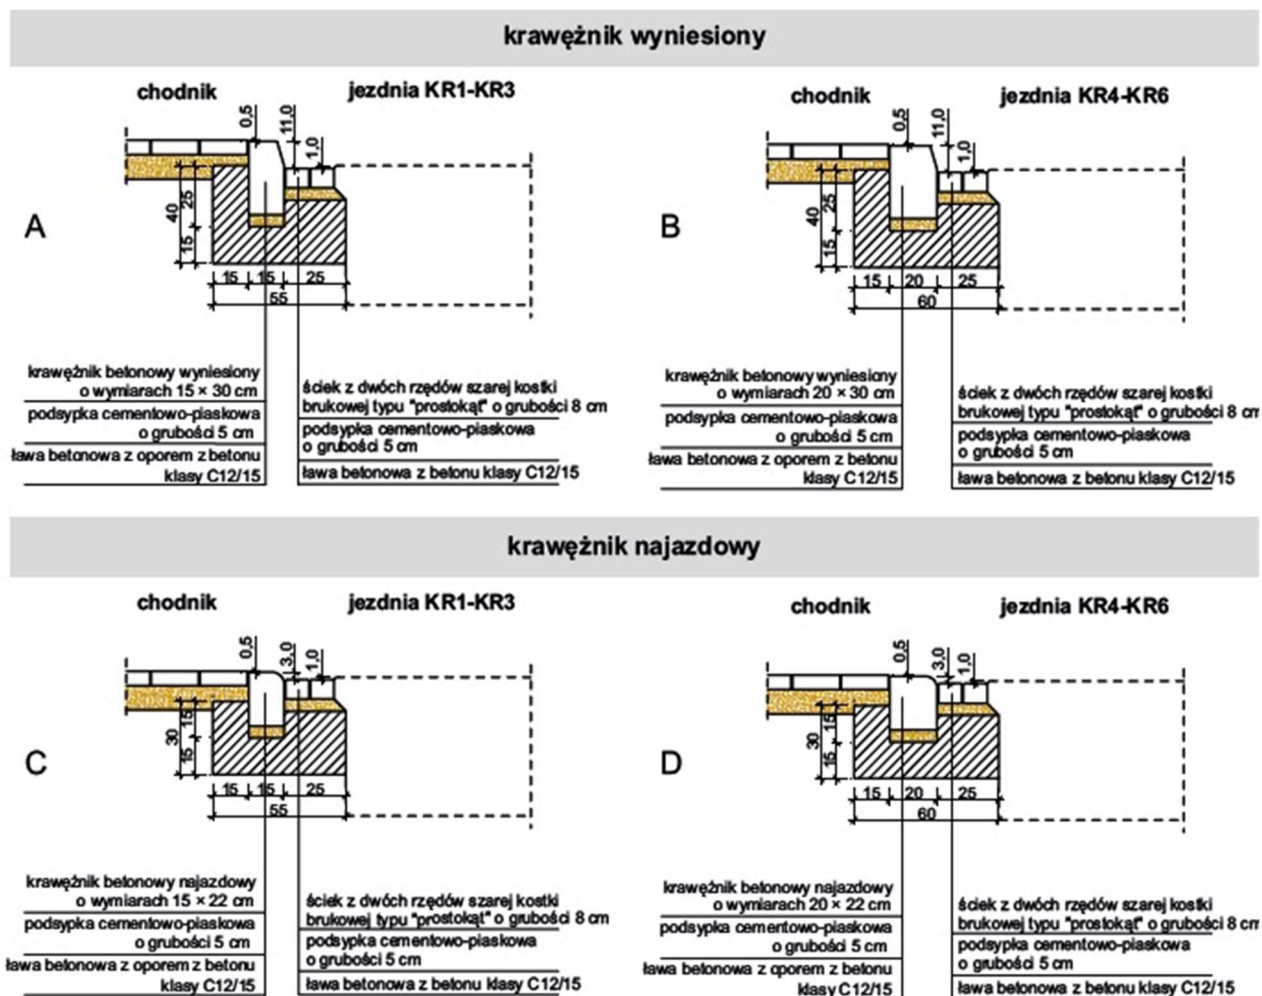 krawężnik wyniesiony
chodnik
jezdnia KR1-KR3
0,5
11,0
1,0
A
40
25
15
15
15
25
55
krawężnik betonowy wyniesiony
o wymiarach 15 × 30 cm
podsypka cementowo-piaskowa
o grubości 5 cm
ława betonowa z oporem z betonu
klasy C12/15
ściek z dwóch rzędów szarej kostki
brukowej typu "prostokąt" o grubości 8 cm
podsypka cementowo-piaskowa
o grubości 5 cm
ława betonowa z betonu klasy C12/15
chodnik
jezdnia KR4-KR6
0,5
11,0
1,0
B
40
25
15
15
20
25
60
krawężnik betonowy wyniesiony
o wymiarach 20 × 30 cm
podsypka cementowo-piaskowa
o grubości 5 cm
ława betonowa z oporem z betonu
klasy C12/15
ściek z dwóch rzędów szarej kostki
brukowej typu "prostokąt" o grubości 8 cm
podsypka cementowo-piaskowa
o grubości 5 cm
ława betonowa z betonu klasy C12/15
krawężnik najazdowy
chodnik
jezdnia KR1-KR3
0,5
3,0
1,0
C
30
15
15
15
15
25
55
krawężnik betonowy najazdowy
o wymiarach 15 × 22 cm
podsypka cementowo-piaskowa
o grubości 5 cm
ława betonowa z oporem z betonu
klasy C12/15
ściek z dwóch rzędów szarej kostki
brukowej typu "prostokąt" o grubości 8 cm
podsypka cementowo-piaskowa
o grubości 5 cm
ława betonowa z betonu klasy C12/15
chodnik
jezdnia KR4-KR6
0,5
3,0
1,0
D
30
15
15
15
20
25
60
krawężnik betonowy najazdowy
o wymiarach 20 × 22 cm
podsypka cementowo-piaskowa
o grubości 5 cm
ława betonowa z oporem z betonu
klasy C12/15
ściek z dwóch rzędów szarej kostki
brukowej typu "prostokąt" o grubości 8 cm
podsypka cementowo-piaskowa
o grubości 5 cm
ława betonowa z betonu klasy C12/15